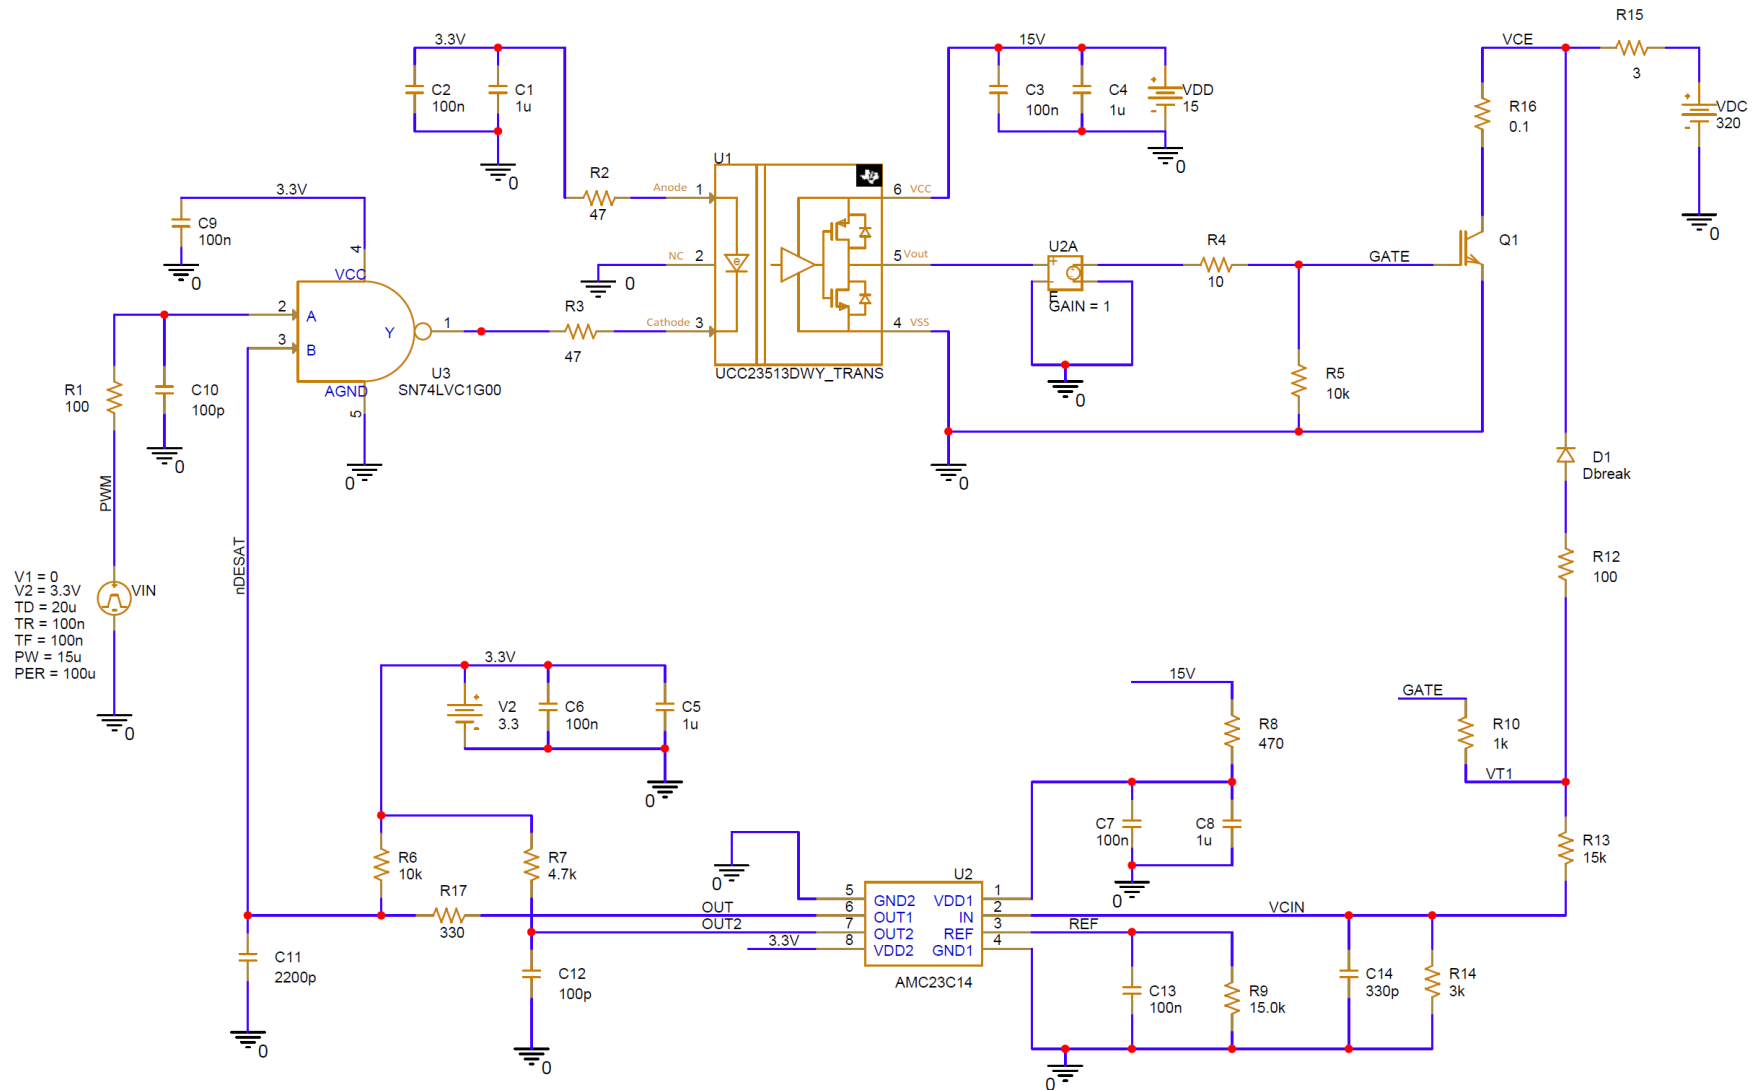 R15
3.3V
15V
VCE
3
C2
100n
C1
1u
C3
100n
C4
1u
VDD
15
R16
0.1
VDC
320
0
0
U1
R2
47
Anode
1
6
VCC
3.3V
C9
100n
0
4
VCC
NC
2
0
5
Vout
U2A
E
GAIN = 1
R4
10
GATE
Q1
0
2
A
3
B
Y
1
R3
47
Cathode
3
4
VSS
0
U3
SN74LVC1G00
AGND
5
0
UCC23513DWY_TRANS
R5
10k
R1
100
C10
100p
0
0
D1
Dbreak
PWM
nDESAT
R12
100
V1 = 0
V2 = 3.3V
TD = 20u
TR = 100n
TF = 100n
PW = 15u
PER = 100u
VIN
0
3.3V
V2
3.3
C6
100n
C5
1u
0
15V
R8
470
GATE
R10
1k
VT1
R6
10k
R7
4.7k
R17
330
0
C7
100n
C8
1u
0
R13
15k
U2
5
GND2
VDD1
1
OUT
6
OUT1
IN
2
VCIN
OUT2
7
OUT2
REF
3
REF
3.3V
8
VDD2
GND1
4
AMC23C14
C11
2200p
0
C12
100p
0
C13
100n
R9
15.0k
C14
330p
R14
3k
0